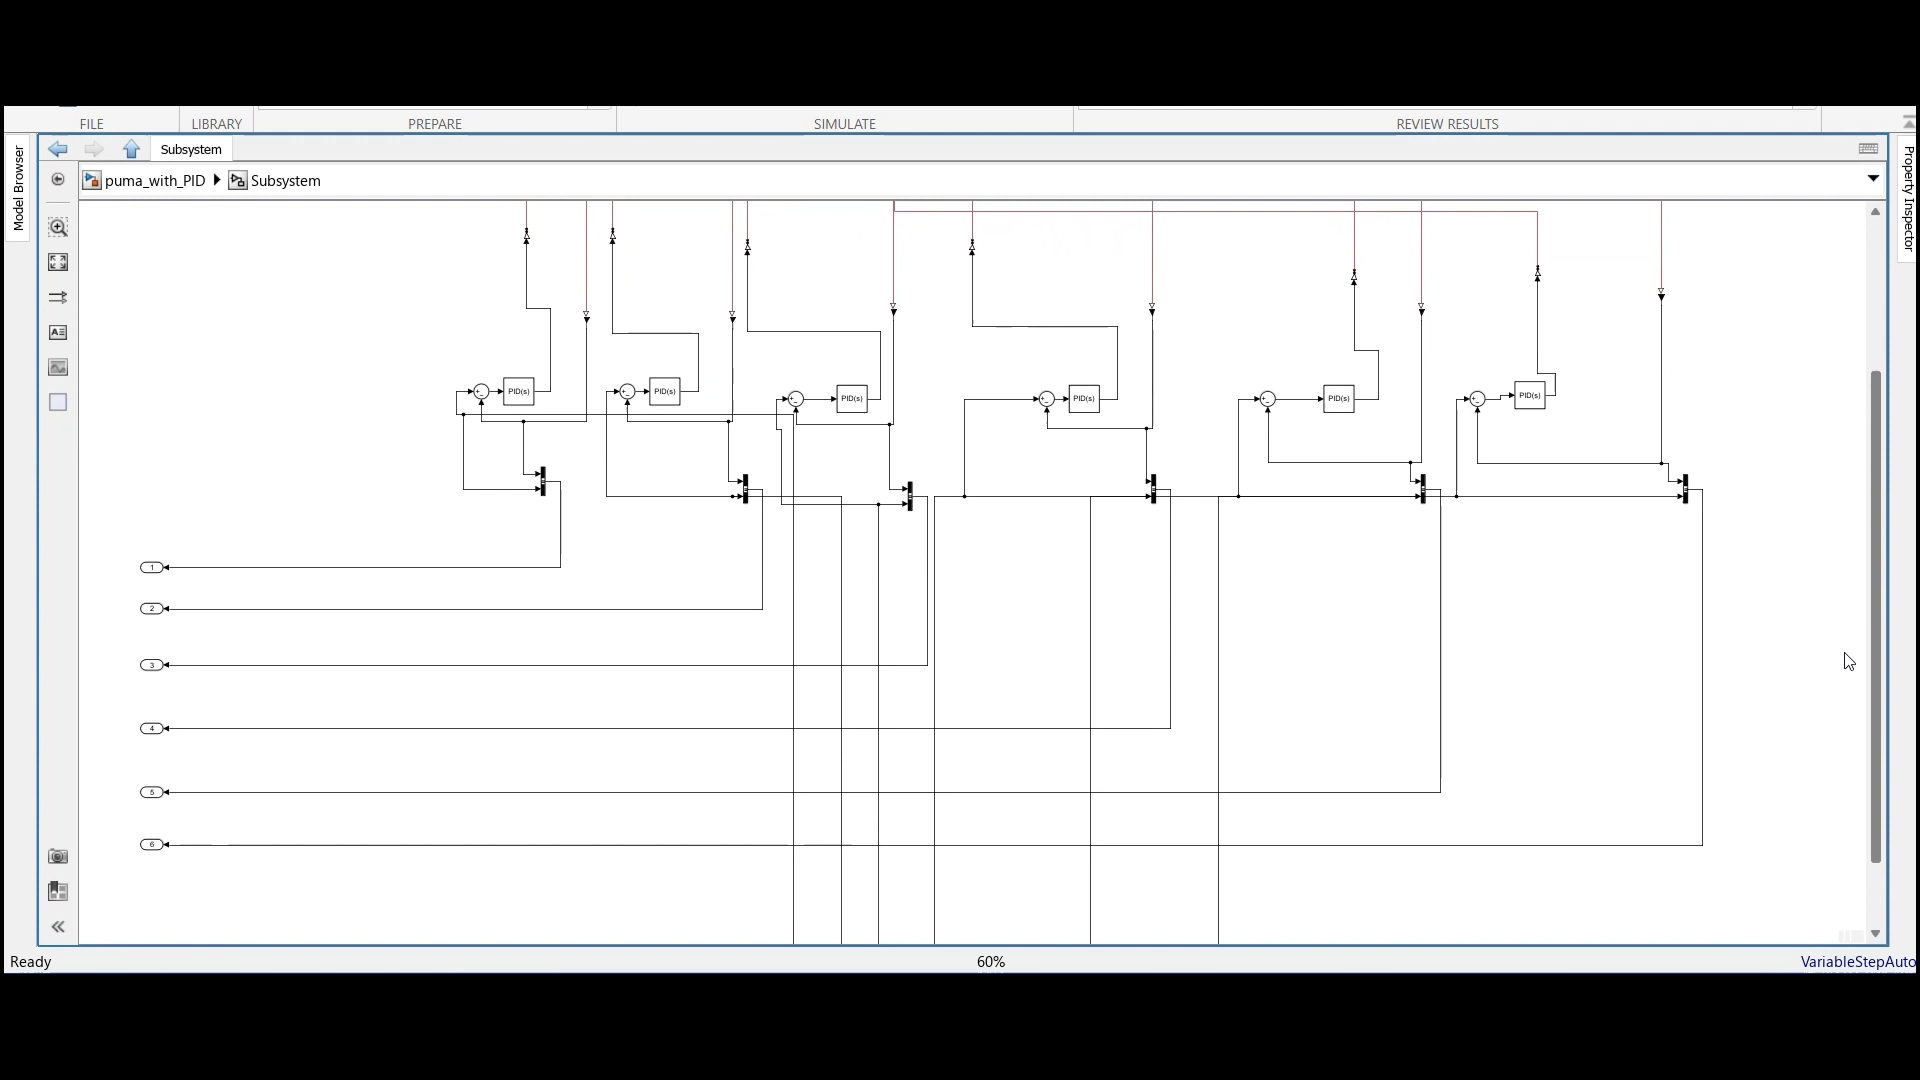 FILE LIBRARY PREPARE SIMULATE REVIEW RESULTS
Model Browser
Property Inspector
Subsystem
puma_with_PID Subsystem
PID(s) PID(s) PID(s) PID(s) PID(s) PID(s)
1
2
3
4
5
6
Ready 60% VariableStepAuto